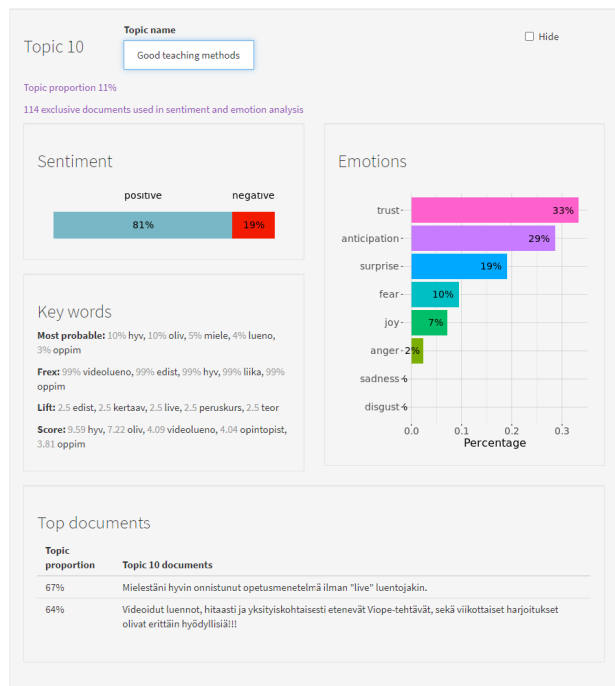 Topic 10
Topic name
Good teaching methods
Hide
Topic proportion 11%
114 exclusive documents used in sentiment and emotion analysis
Sentiment
positive negative
81% 19%
Key words
Most probable: 10% hyv, 10% oliv, 5% miele, 4% lueno,
3% oppim
Frex: 99% videolueno, 99% edist, 99% hyv, 99% liika, 99%
oppim
Lift: 2.5 edist, 2.5 kertaav, 2.5 live, 2.5 peruskurs, 2.5 teor
Score: 9.59 hyv, 7.22 oliv, 4.09 videolueno, 4.04 opintopist,
3.81 oppim
Emotions
trust 33%
anticipation 29%
surprise 19%
fear 10%
joy 7%
anger 2%
sadness
disgust
0.0 0.1 0.2 0.3
Percentage
Top documents
Topic
proportion Topic 10 documents
67% Mielestäni hyvin onnistunut opetusmenetelmä ilman "live" luentojakin.
64% Videoidut luennot, hitaasti ja yksityiskohtaisesti etenevät Viope-tehtävät, sekä viikottaiset harjoitukset
olivat erittäin hyödyllisiä!!!